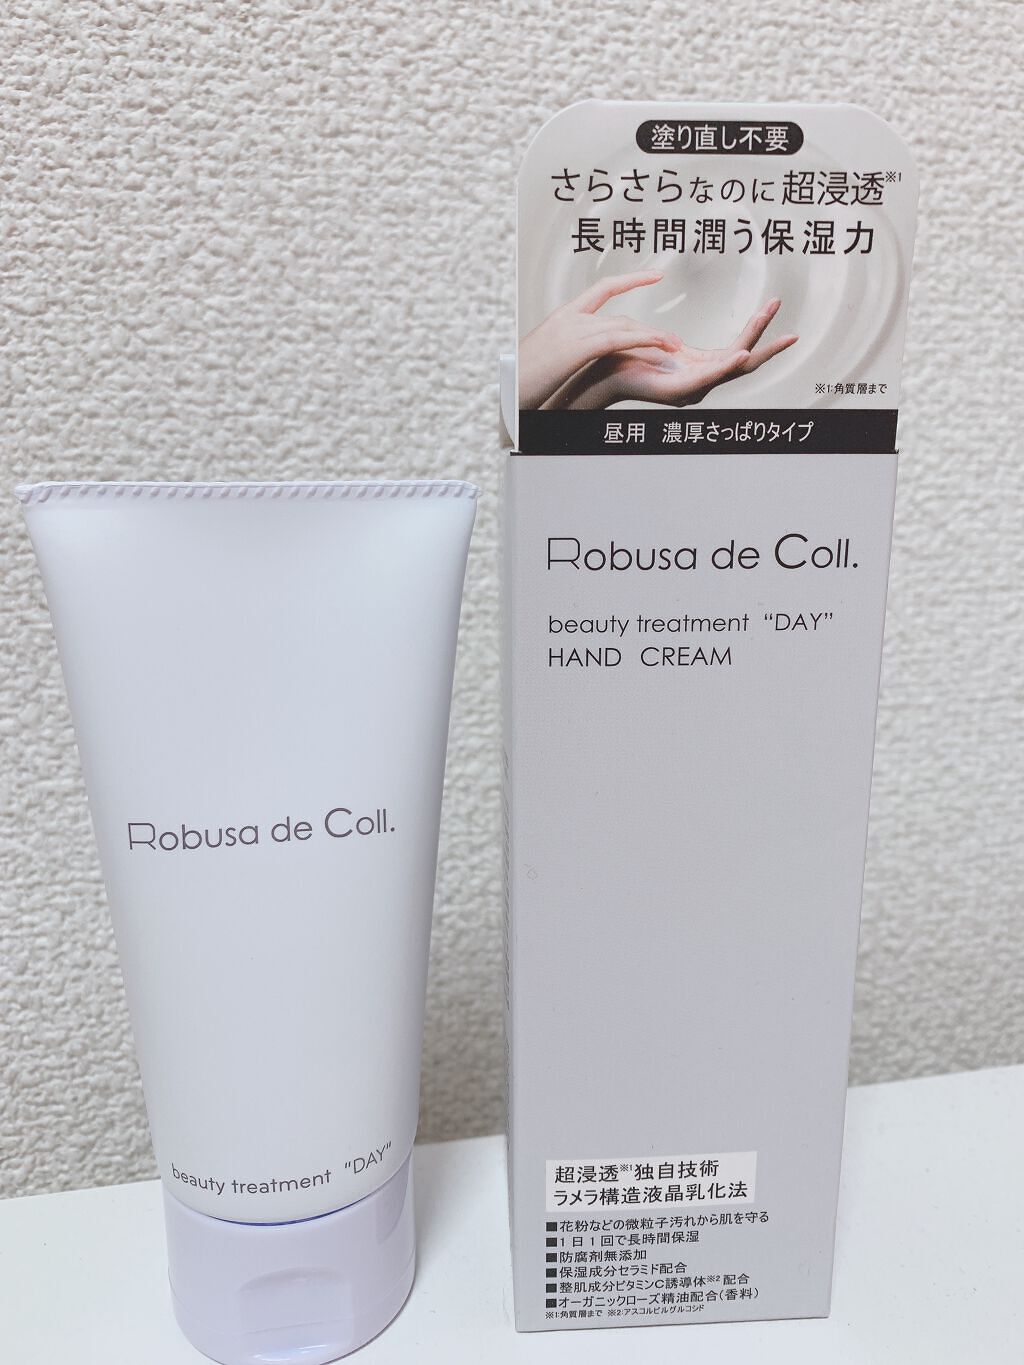 塗り直し不要
さらさらなのに超浸透※1
長時間潤う保湿力
※1:角質層まで
昼用 濃厚さっぱりタイプ
Robusa de Coll.
beauty treatment “DAY”
HAND CREAM
超浸透※1独自技術
ラメラ構造液晶乳化法
■花粉などの微粒子汚れから肌を守る
■1日1回で長時間保湿
■防腐剤無添加
■保湿成分セラミド配合
■整肌成分ビタミンC誘導体※2配合
■オーガニックローズ精油配合(香料)
※1:角質層まで ※2:アスコルビルグルコシド
Robusa de Coll.
beauty treatment "DAY"